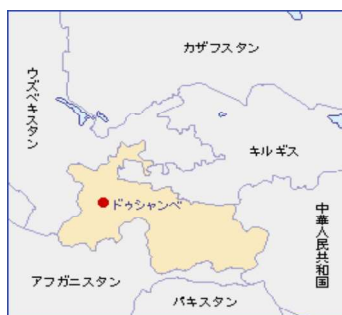 カザフスタン
ウズベキスタン
キルギス
ドゥシャンベ
中華人民共和国
アフガニスタン
パキスタン